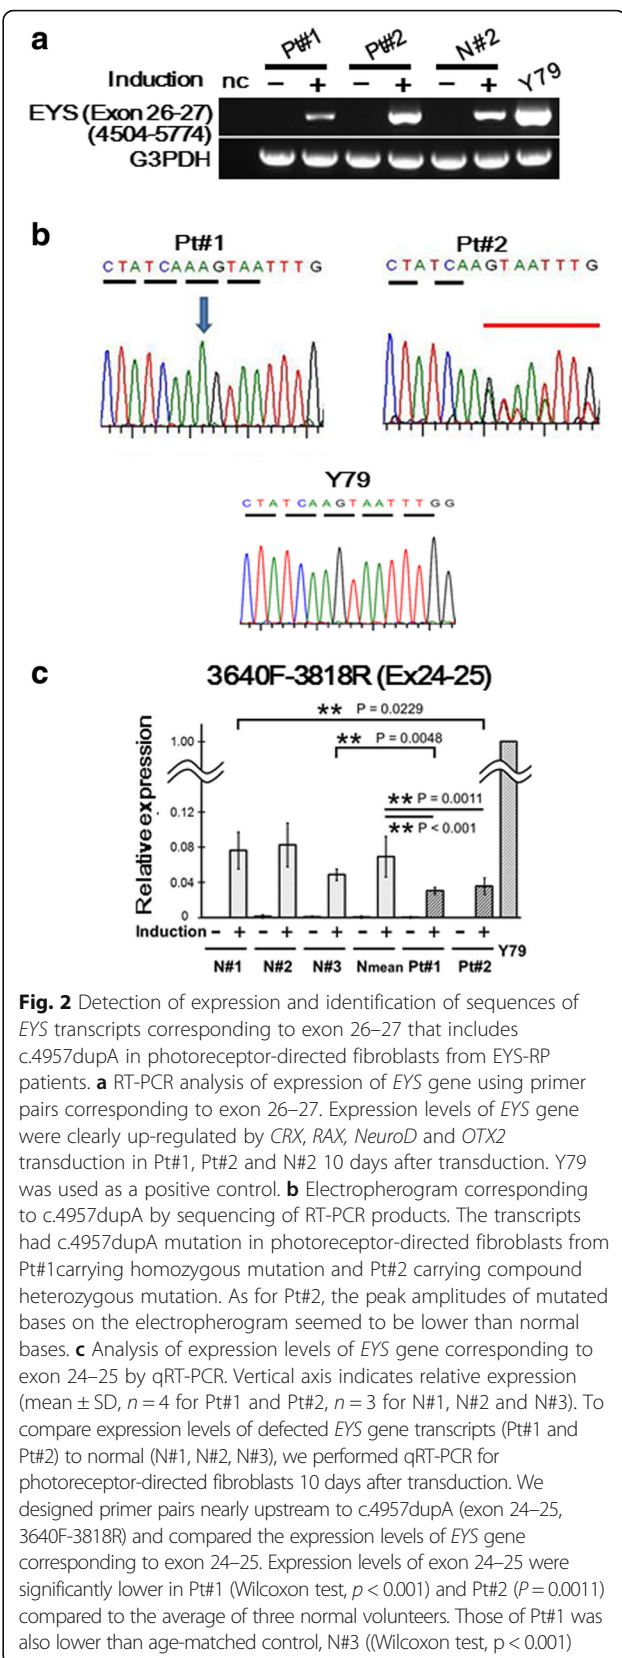 a
Pt#1 Pt#2 N#2 Y79
Induction nc − + − + − +
EYS (Exon 26-27)
(4504-5774)
G3PDH
b
Pt#1 Pt#2
CTATCAAAGTAATTTG CTATCAAGTAATTTG
Y79
CTATCAAGTAATTTGG
c
3640F-3818R (Ex24-25)
** P = 0.0229
** P = 0.0048
** P = 0.0011
** P < 0.001
Relative expression
1.00
0.12
0.08
0.04
0
Induction − + − + − + − + − + − +
N#1 N#2 N#3 Nmean Pt#1 Pt#2 Y79
Fig. 2 Detection of expression and identification of sequences of
EYS transcripts corresponding to exon 26–27 that includes
c.4957dupA in photoreceptor-directed fibroblasts from EYS-RP
patients. a RT-PCR analysis of expression of EYS gene using primer
pairs corresponding to exon 26–27. Expression levels of EYS gene
were clearly up-regulated by CRX, RAX, NeuroD and OTX2
transduction in Pt#1, Pt#2 and N#2 10 days after transduction. Y79
was used as a positive control. b Electropherogram corresponding
to c.4957dupA by sequencing of RT-PCR products. The transcripts
had c.4957dupA mutation in photoreceptor-directed fibroblasts from
Pt#1carrying homozygous mutation and Pt#2 carrying compound
heterozygous mutation. As for Pt#2, the peak amplitudes of mutated
bases on the electropherogram seemed to be lower than normal
bases. c Analysis of expression levels of EYS gene corresponding to
exon 24–25 by qRT-PCR. Vertical axis indicates relative expression
(mean ± SD, n = 4 for Pt#1 and Pt#2, n = 3 for N#1, N#2 and N#3). To
compare expression levels of defected EYS gene transcripts (Pt#1 and
Pt#2) to normal (N#1, N#2, N#3), we performed qRT-PCR for
photoreceptor-directed fibroblasts 10 days after transduction. We
designed primer pairs nearly upstream to c.4957dupA (exon 24–25,
3640F-3818R) and compared the expression levels of EYS gene
corresponding to exon 24–25. Expression levels of exon 24–25 were
significantly lower in Pt#1 (Wilcoxon test, p < 0.001) and Pt#2 (P = 0.0011)
compared to the average of three normal volunteers. Those of Pt#1 was
also lower than age-matched control, N#3 ((Wilcoxon test, p < 0.001)